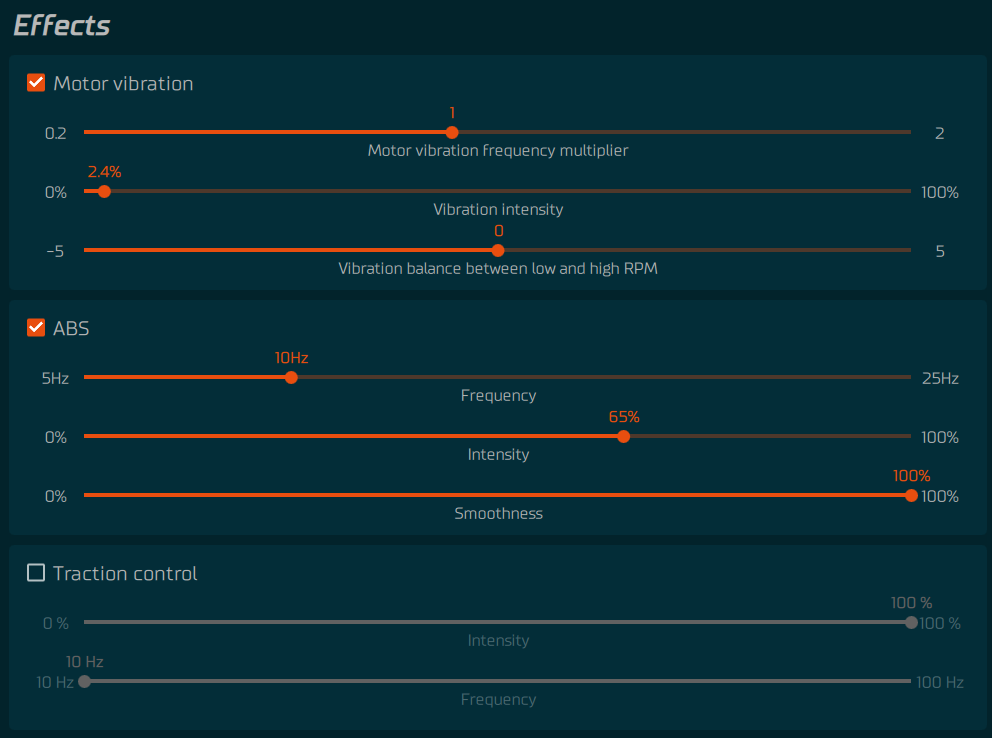 Effects
Motor vibration
1
0.2 2
Motor vibration frequency multiplier
2.4%
0% 100%
Vibration intensity
0
-5 5
Vibration balance between low and high RPM
ABS
10Hz
5Hz 25Hz
Frequency
65%
0% 100%
Intensity
100%
0% 100%
Smoothness
Traction control
100 %
0 % 100 %
Intensity
10 Hz
10 Hz 100 Hz
Frequency